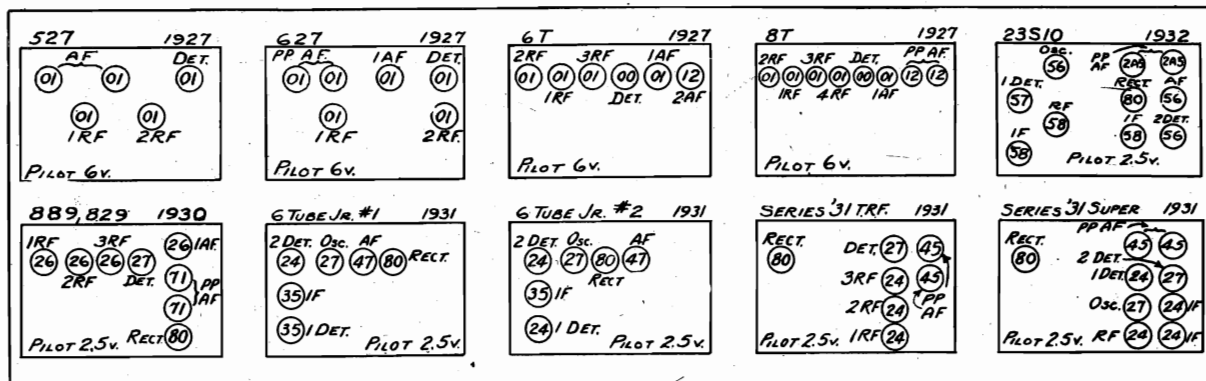 527 1927
AF DET.
01 01 01
01 01
1RF 2RF
PILOT 6V.
627 1927
PP AF. 1AF DET.
01 01 01 01
01 01
1RF 2RF.
PILOT 6V.
6T 1927
2RF 3RF 1AF
01 01 01 00 01 12
1RF DET. 2AF
PILOT 6V.
8T 1927
2RF 3RF DET. PP AF.
01 01 01 01 00 01 12 12
1RF 4RF 1AF
PILOT 6V.
23S10 1932
OSC. PP AF
56 2A5 2A5
1DET. RECT AF
57 80 56
RF
58
1F 1F 2DET.
58 58 56
PILOT 2.5V.
889,829 1930
1RF 3RF 26 1AF.
26 26 26 27
2RF DET. 71 PP AF
71
RECT. 80
PILOT 2.5V.
6 TUBE JR. #1 1931
2 DET. OSC. AF
24 27 47 80 RECT.
35 IF
35 1 DET.
PILOT 2.5V.
6 TUBE JR. #2 1931
2 DET. OSC. AF
24 27 80 47
RECT
35 IF
24 1 DET.
PILOT 2.5V.
SERIES '31 T.R.F. 1931
RECT.
80
DET. 27 45
3RF 24 45
2RF 24 PP AF
1RF 24
PILOT 2.5V.
SERIES '31 SUPER 1931
PP AF
RECT. 45 45
80
2 DET.
1DET. 24 27
OSC. 27 24 IF
RF 24 24 IF
PILOT 2.5V.